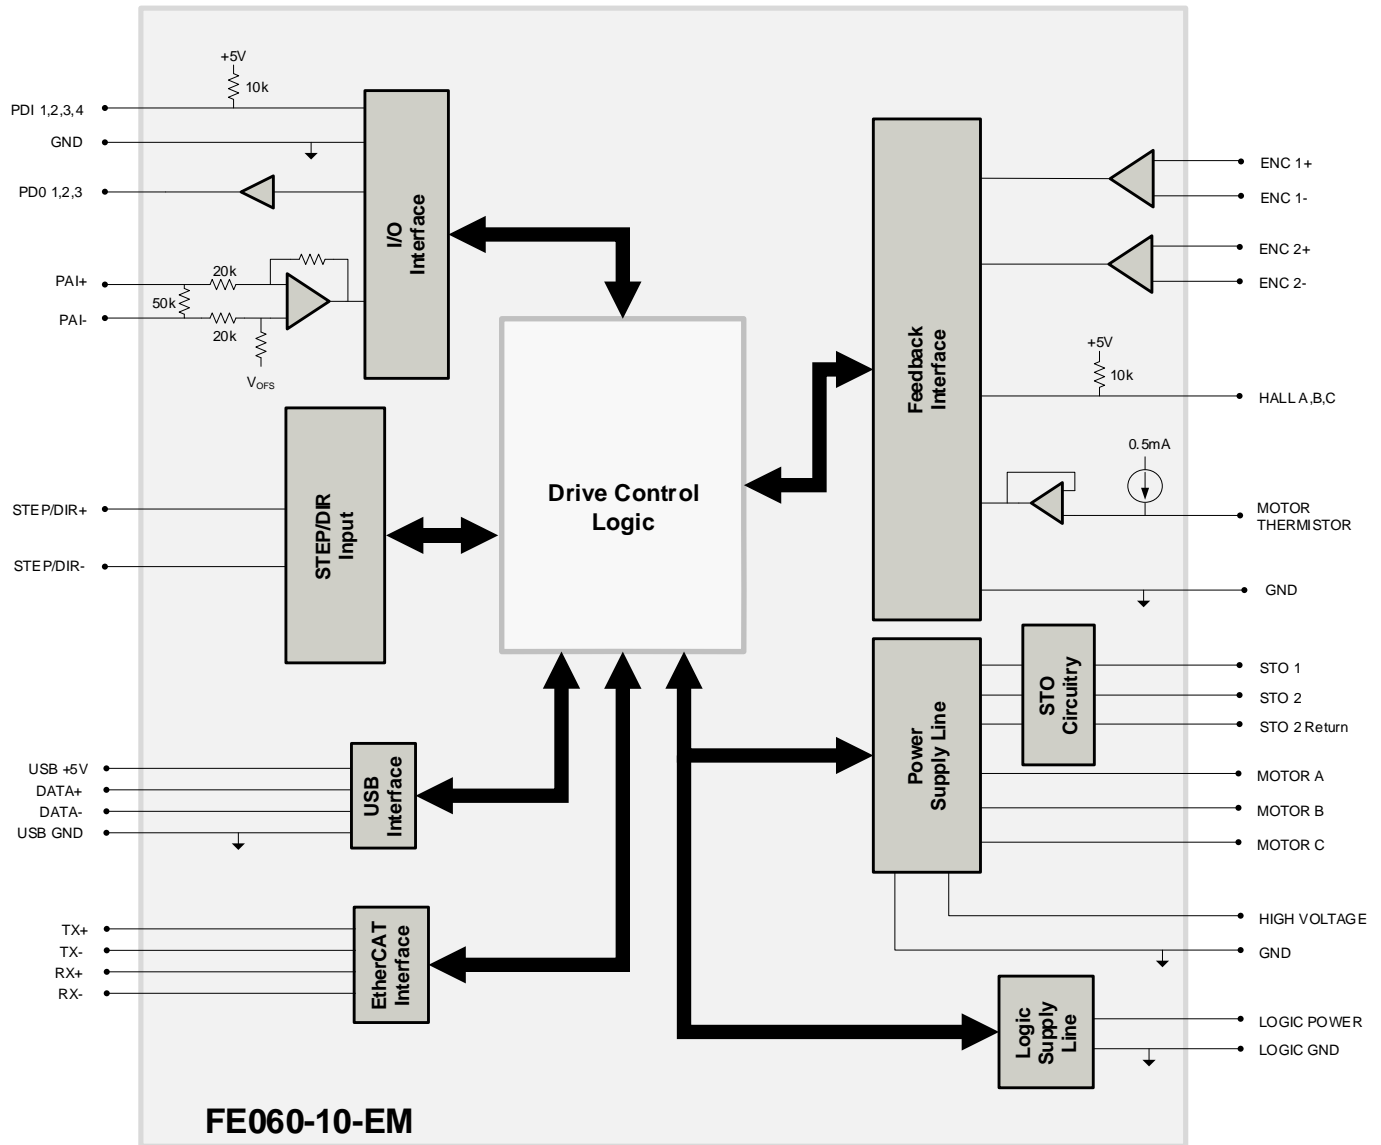 +5V
10k
PDI 1,2,3,4
GND
PD0 1,2,3
I/O
Interface
PAI+
20k
50k
PAI-
20k
VOFS
STEP/DIR+
STEP/DIR-
STEP/DIR
Input
Drive Control
Logic
Feedback
Interface
ENC 1+
ENC 1-
ENC 2+
ENC 2-
+5V
10k
HALL A,B,C
0.5mA
MOTOR
THERMISTOR
GND
STO
Circuitry
STO 1
STO 2
STO 2 Return
Power
Supply Line
MOTOR A
MOTOR B
MOTOR C
HIGH VOLTAGE
GND
USB +5V
DATA+
DATA-
USB GND
USB
Interface
TX+
TX-
RX+
RX-
EtherCAT
Interface
Logic
Supply
Line
LOGIC POWER
LOGIC GND
FE060-10-EM